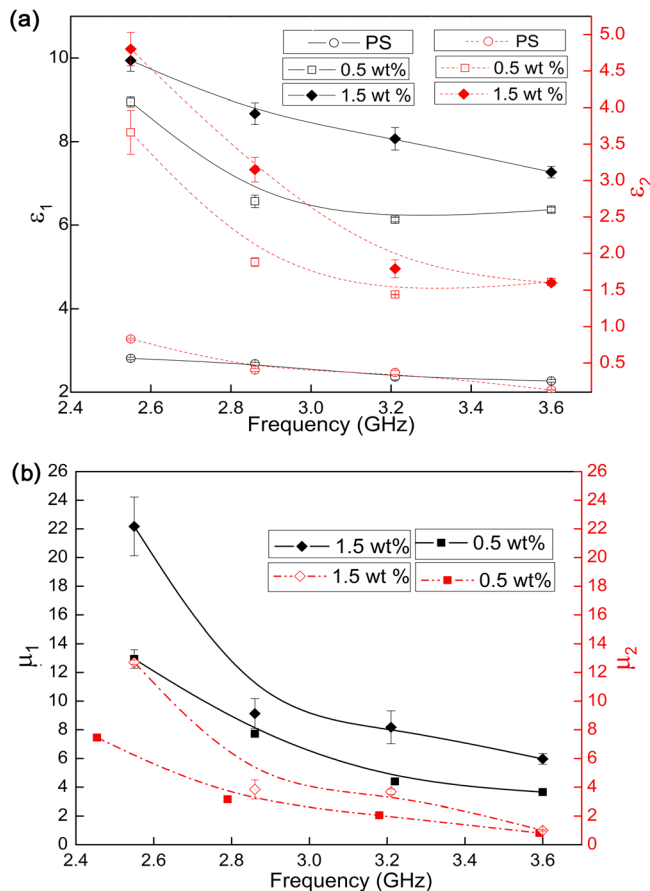 (a)
10
8
6
4
2
ε1
5.0
4.5
4.0
3.5
3.0
2.5
2.0
1.5
1.0
0.5
ε2
PS
0.5 wt%
1.5 wt %
PS
0.5 wt%
1.5 wt %
2.4 2.6 2.8 3.0 3.2 3.4 3.6
Frequency (GHz)
(b)
26
24
22
20
18
16
14
12
10
8
6
4
2
0
μ1
26
24
22
20
18
16
14
12
10
8
6
4
2
0
μ2
1.5 wt% 0.5 wt%
1.5 wt % 0.5 wt%
2.4 2.6 2.8 3.0 3.2 3.4 3.6
Frequency (GHz)